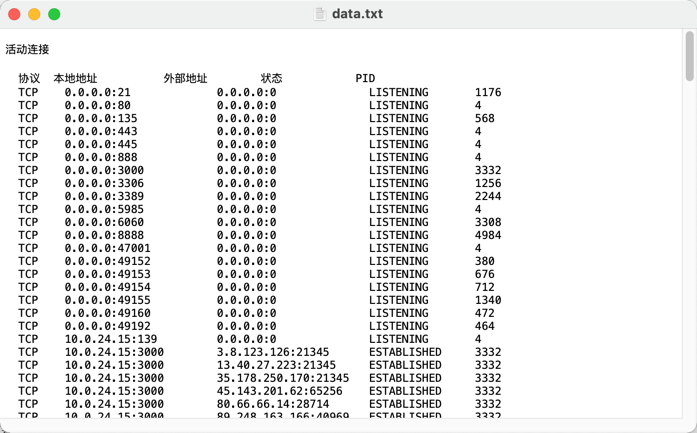 data.txt
活动连接
协议 本地地址 外部地址 状态 PID
TCP 0.0.0.0:21 0.0.0.0:0 LISTENING 1176
TCP 0.0.0.0:80 0.0.0.0:0 LISTENING 4
TCP 0.0.0.0:135 0.0.0.0:0 LISTENING 568
TCP 0.0.0.0:443 0.0.0.0:0 LISTENING 4
TCP 0.0.0.0:445 0.0.0.0:0 LISTENING 4
TCP 0.0.0.0:888 0.0.0.0:0 LISTENING 4
TCP 0.0.0.0:3000 0.0.0.0:0 LISTENING 3332
TCP 0.0.0.0:3306 0.0.0.0:0 LISTENING 1256
TCP 0.0.0.0:3389 0.0.0.0:0 LISTENING 2244
TCP 0.0.0.0:5985 0.0.0.0:0 LISTENING 4
TCP 0.0.0.0:6060 0.0.0.0:0 LISTENING 3308
TCP 0.0.0.0:8888 0.0.0.0:0 LISTENING 4984
TCP 0.0.0.0:47001 0.0.0.0:0 LISTENING 4
TCP 0.0.0.0:49152 0.0.0.0:0 LISTENING 380
TCP 0.0.0.0:49153 0.0.0.0:0 LISTENING 676
TCP 0.0.0.0:49154 0.0.0.0:0 LISTENING 712
TCP 0.0.0.0:49155 0.0.0.0:0 LISTENING 1340
TCP 0.0.0.0:49160 0.0.0.0:0 LISTENING 472
TCP 0.0.0.0:49192 0.0.0.0:0 LISTENING 464
TCP 10.0.24.15:139 0.0.0.0:0 LISTENING 4
TCP 10.0.24.15:3000 3.8.123.126:21345 ESTABLISHED 3332
TCP 10.0.24.15:3000 13.40.27.223:21345 ESTABLISHED 3332
TCP 10.0.24.15:3000 35.178.250.170:21345 ESTABLISHED 3332
TCP 10.0.24.15:3000 45.143.201.62:65256 ESTABLISHED 3332
TCP 10.0.24.15:3000 80.66.66.14:28714 ESTABLISHED 3332
TCP 10.0.24.15:3000 89.248.163.166:40969 ESTABLISHED 3332